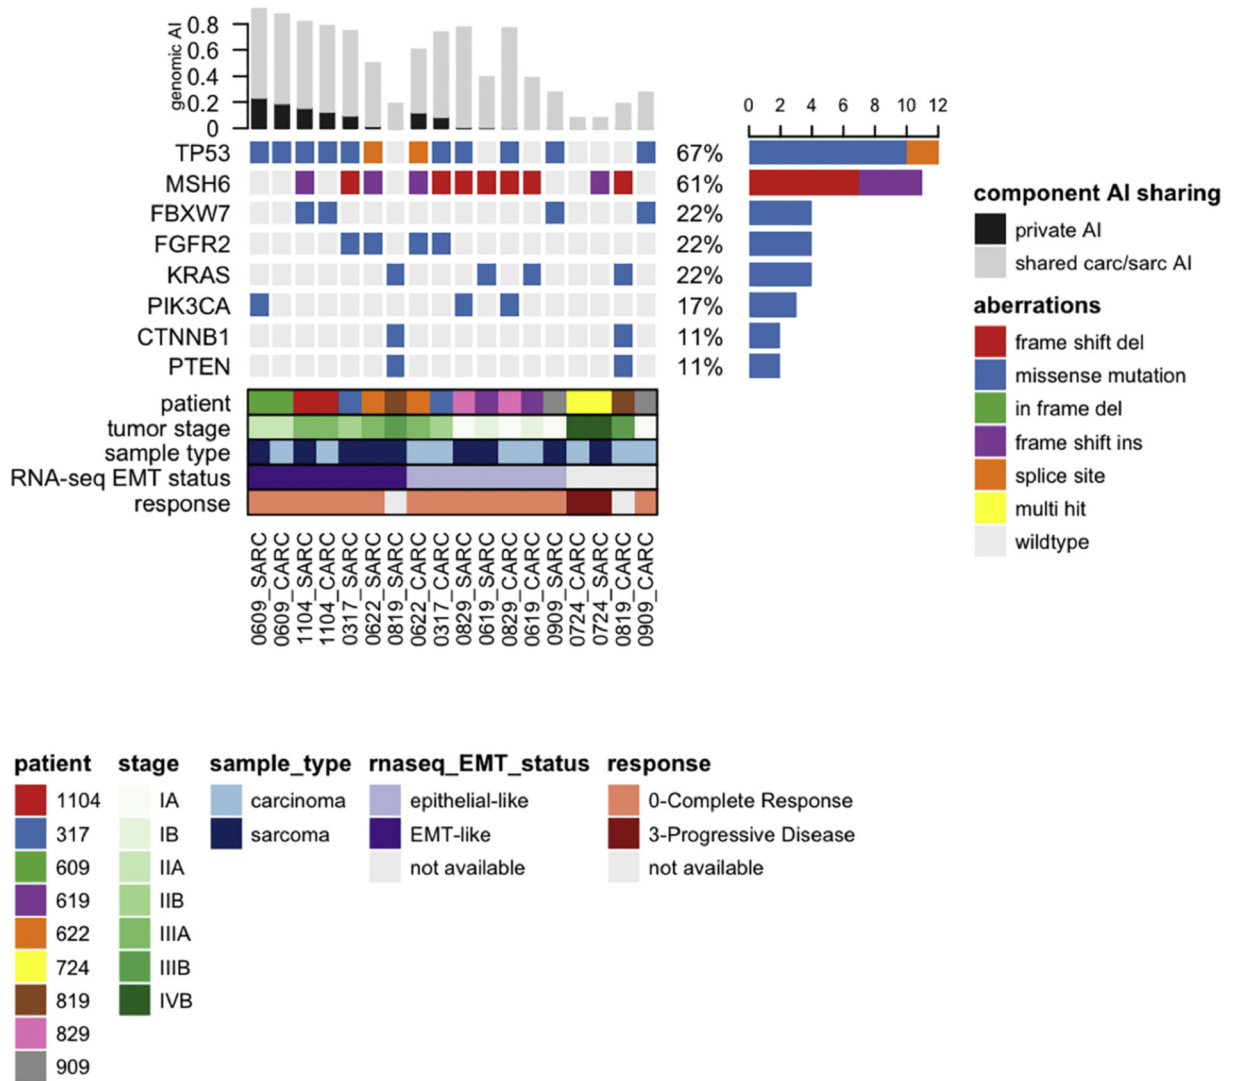 genomic AI
0.8
0.6
0.4
0.2
0
0 2 4 6 8 10 12
TP53 67%
MSH6 61%
FBXW7 22%
FGFR2 22%
KRAS 22%
PIK3CA 17%
CTNNB1 11%
PTEN 11%
patient
tumor stage
sample type
RNA-seq EMT status
response
0609_SARC
0609_CARC
1104_SARC
1104_CARC
0317_SARC
0622_SARC
0819_SARC
0622_CARC
0317_CARC
0829_SARC
0619_SARC
0829_CARC
0619_CARC
0909_SARC
0724_CARC
0724_SARC
0819_CARC
0909_CARC
component AI sharing
private AI
shared carc/sarc AI
aberrations
frame shift del
missense mutation
in frame del
frame shift ins
splice site
multi hit
wildtype
patient
1104
317
609
619
622
724
819
829
909
stage
IA
IB
IIA
IIB
IIIA
IIIB
IVB
sample_type
carcinoma
sarcoma
rnaseq_EMT_status
epithelial-like
EMT-like
not available
response
0-Complete Response
3-Progressive Disease
not available